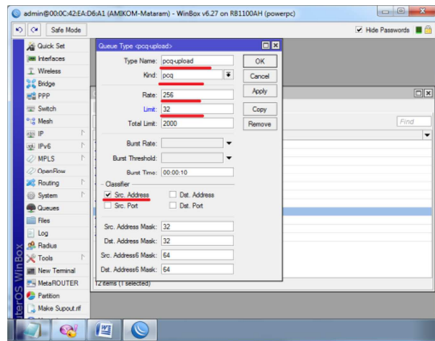 admin@00:0C:42:EA:D6:A1 (AMIKOM-Mataram) - WinBox v6.27 on RB1100AH (powerpc)
Safe Mode
Hide Passwords
Quick Set
Interfaces
Wireless
Bridge
PPP
Switch
Mesh
IP
IPv6
MPLS
OpenFlow
Routing
System
Queues
Files
Log
Radius
Tools
New Terminal
MetaROUTER
Partition
Make Supout.rif
terOS WinBox
Queue Type <pcq-upload>
Type Name: pcq-upload
Kind: pcq
Rate: 256
Limit: 32
Total Limit: 2000
Burst Rate:
Burst Threshold:
Burst Time: 00:00:10
Classifier
Src. Address
Dst. Address
Src. Port
Dst. Port
Src. Address Mask: 32
Dst. Address Mask: 32
Src. Address6 Mask: 64
Dst. Address6 Mask: 64
OK
Cancel
Apply
Copy
Remove
Find
12 items (1 selected)